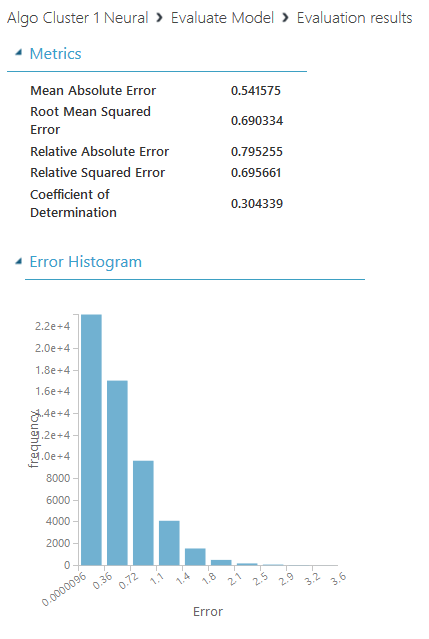 Algo Cluster 1 Neural › Evaluate Model › Evaluation results
Metrics
Mean Absolute Error 0.541575
Root Mean Squared
Error 0.690334
Relative Absolute Error 0.795255
Relative Squared Error 0.695661
Coefficient of
Determination 0.304339
Error Histogram
frequency
2.2e+4
2.0e+4
1.8e+4
1.6e+4
1.4e+4
1.2e+4
1.0e+4
8000
6000
4000
2000
0
0.0000096 0.36 0.72 1.1 1.4 1.8 2.1 2.5 2.9 3.2 3.6
Error